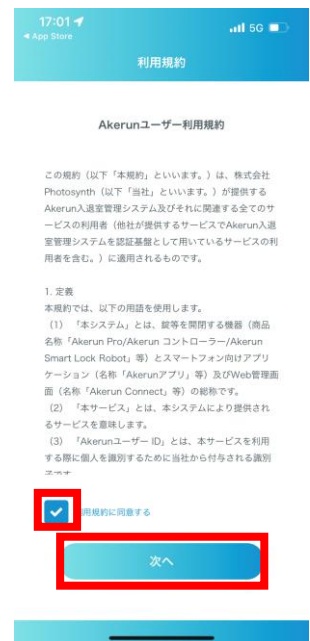 17:01
◀ App Store
5G
利用規約
Akerunユーザー利用規約
この規約（以下「本規約」といいます。）は、株式会社
Photosynth（以下「当社」といいます。）が提供する
Akerun入退室管理システム及びそれに関連する全てのサ
ービスの利用者（他社が提供するサービスでAkerun入退
室管理システムを認証基盤として用いているサービスの利
用者を含む。）に適用されるものです。
1. 定義
本規約では、以下の用語を使用します。
（1）　「本システム」とは、錠等を開閉する機器（商品
名称「Akerun Pro/Akerun コントローラー/Akerun
Smart Lock Robot」等）とスマートフォン向けアプリ
ケーション（名称「Akerunアプリ」等）及びWeb管理画
面（名称「Akerun Connect」等）の総称です。
（2）　「本サービス」とは、本システムにより提供され
るサービスを意味します。
（3）　「Akerunユーザー ID」とは、本サービスを利用
する際に個人を識別するために当社から付与される識別
用規約に同意する
次へ